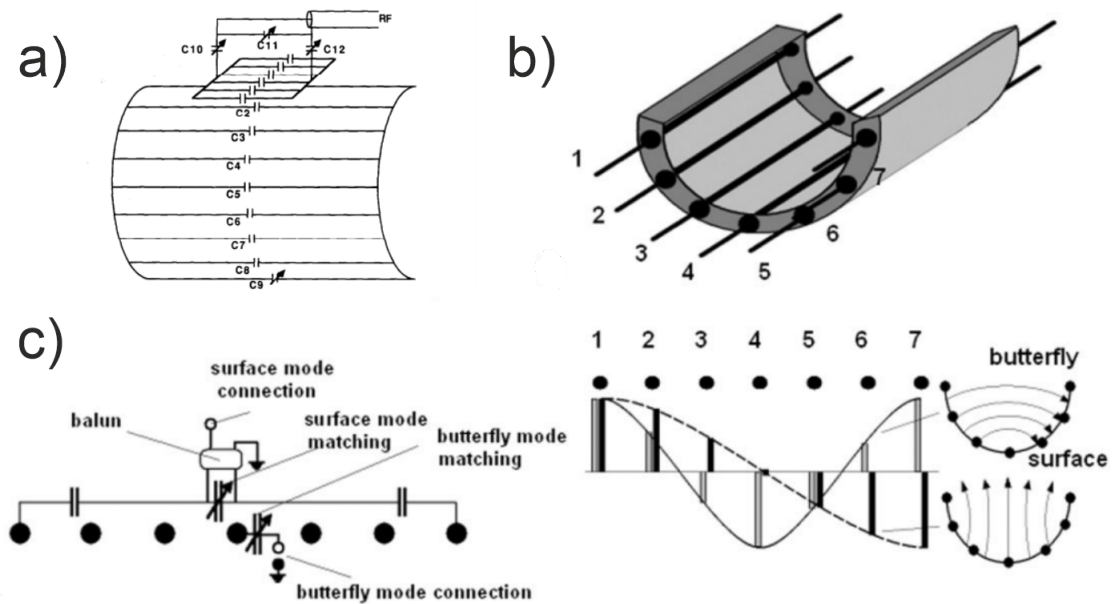 a)
RF
C10
C11
C12
C2
C3
C4
C5
C6
C7
C8
C9
b)
1
2
3
4
5
6
7
c)
surface mode
connection
balun
surface mode
matching
butterfly mode
matching
butterfly mode connection
1 2 3 4 5 6 7
butterfly
surface